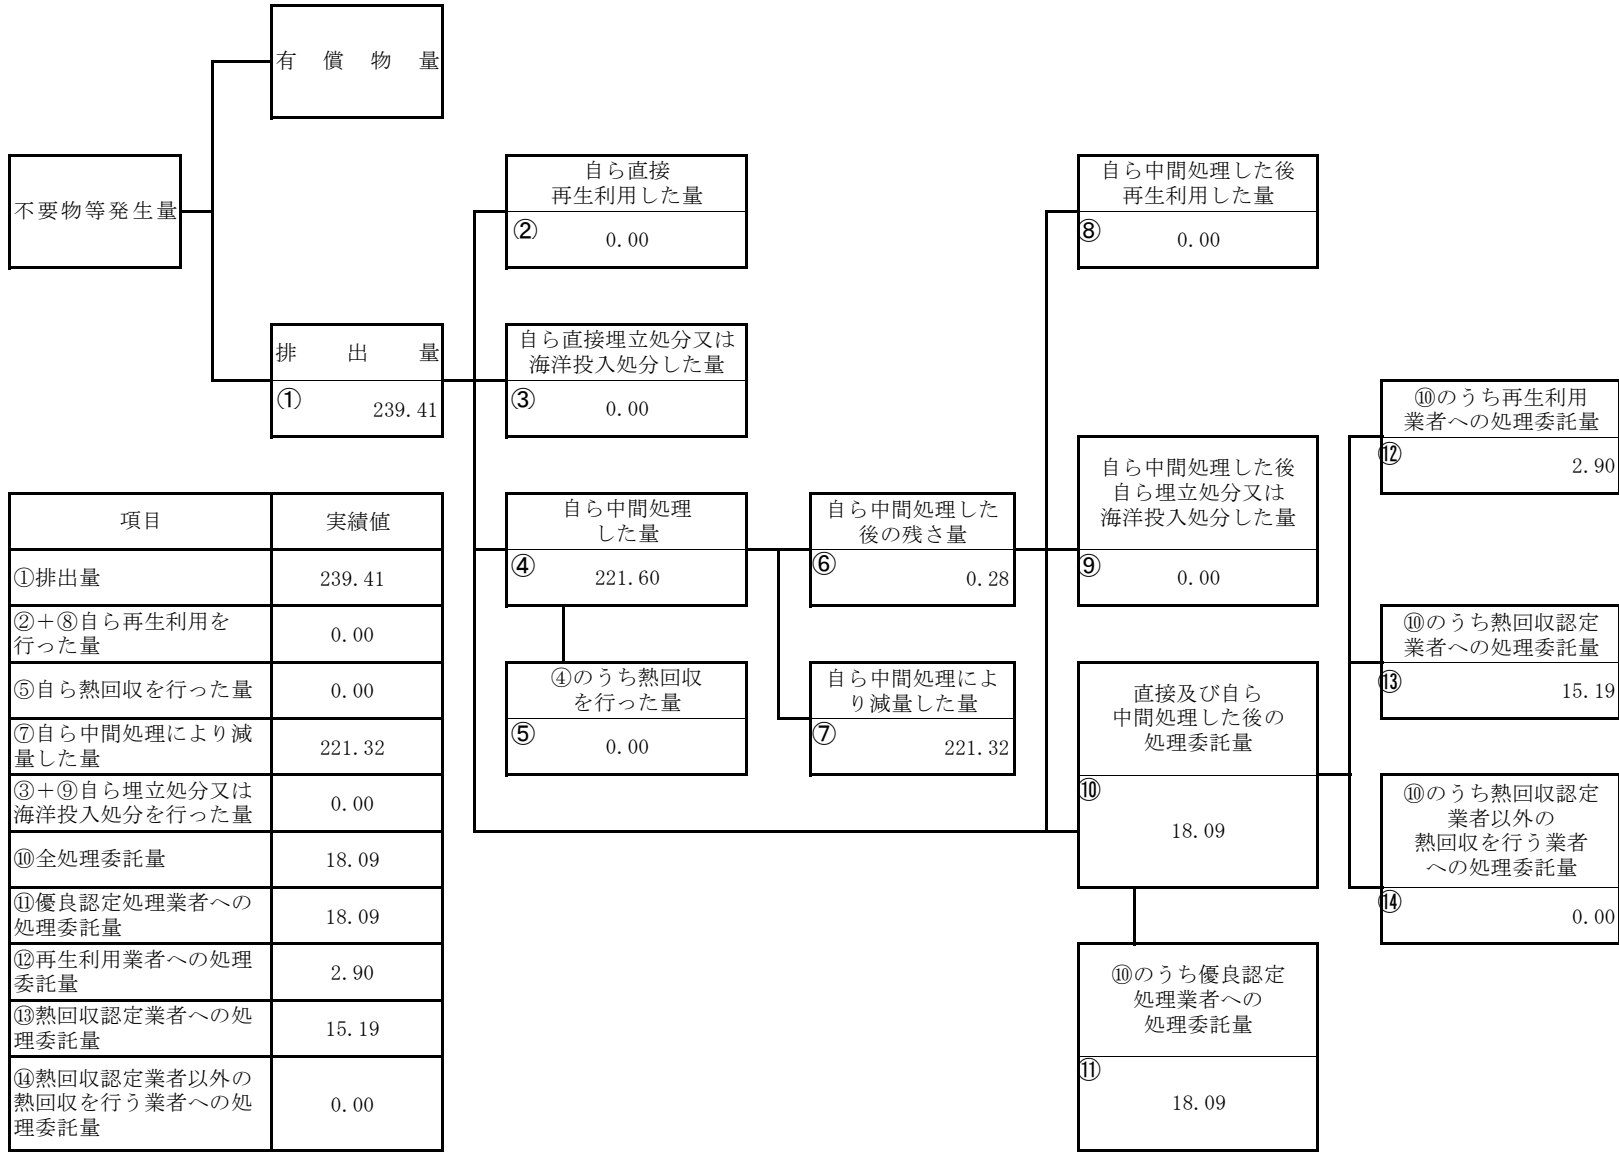 有償物量
不要物等発生量
排出量
①
239.41
自ら直接
再生利用した量
②
0.00
自ら直接埋立処分又は
海洋投入処分した量
③
0.00
自ら中間処理
した量
④
221.60
④のうち熱回収
を行った量
⑤
0.00
自ら中間処理した
後の残さ量
⑥
0.28
自ら中間処理によ
り減量した量
⑦
221.32
自ら中間処理した後
再生利用した量
⑧
0.00
自ら中間処理した後
自ら埋立処分又は
海洋投入処分した量
⑨
0.00
直接及び自ら
中間処理した後の
処理委託量
⑩
18.09
⑩のうち優良認定
処理業者への
処理委託量
⑪
18.09
⑩のうち再生利用
業者への処理委託量
⑫
2.90
⑩のうち熱回収認定
業者への処理委託量
⑬
15.19
⑩のうち熱回収認定
業者以外の
熱回収を行う業者
への処理委託量
⑭
0.00
項目 実績値
①排出量 239.41
②＋⑧自ら再生利用を
行った量 0.00
⑤自ら熱回収を行った量 0.00
⑦自ら中間処理により減
量した量 221.32
③＋⑨自ら埋立処分又は
海洋投入処分を行った量 0.00
⑩全処理委託量 18.09
⑪優良認定処理業者への
処理委託量 18.09
⑫再生利用業者への処理
委託量 2.90
⑬熱回収認定業者への処
理委託量 15.19
⑭熱回収認定業者以外の
熱回収を行う業者への処
理委託量 0.00